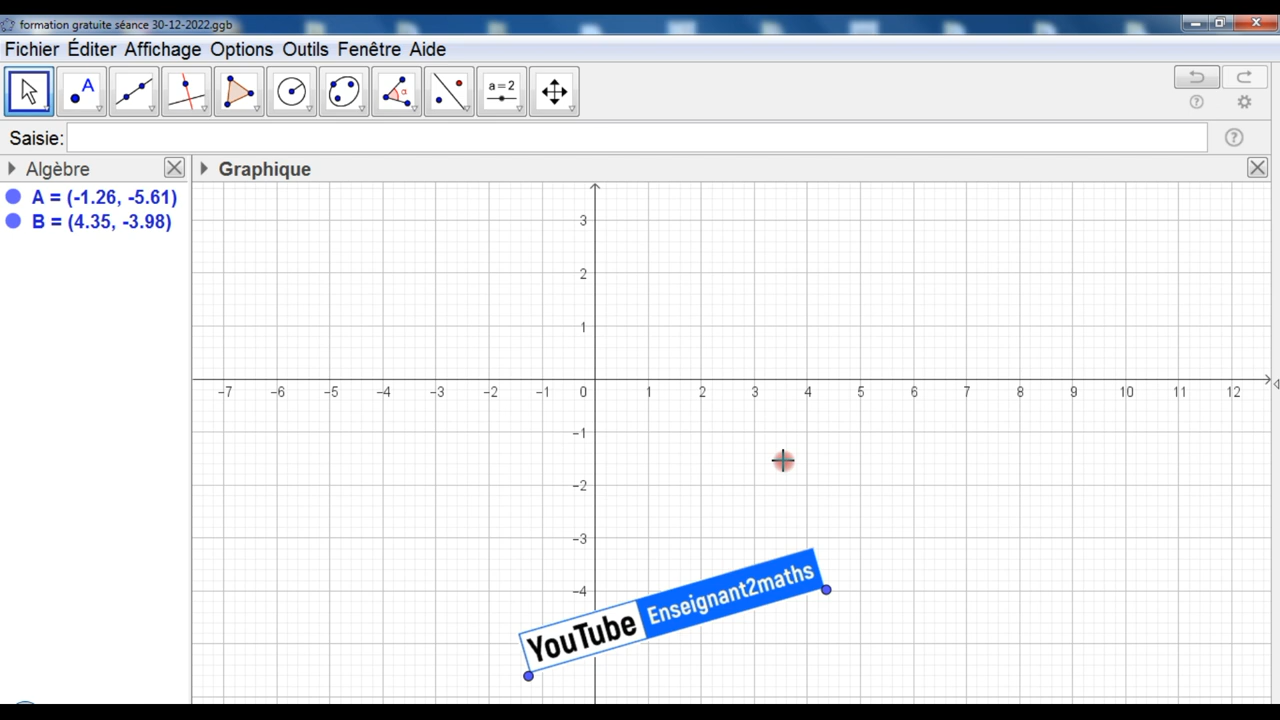 formation gratuite séance 30-12-2022.ggb
Fichier Éditer Affichage Options Outils Fenêtre Aide
A
α
a=2
Saisie:
Algèbre
Graphique
A = (-1.26, -5.61)
B = (4.35, -3.98)
3
2
1
−7 −6 −5 −4 −3 −2 −1 0 1 2 3 4 5 6 7 8 9 10 11 12
−1
−2
−3
−4
YouTube Enseignant2maths